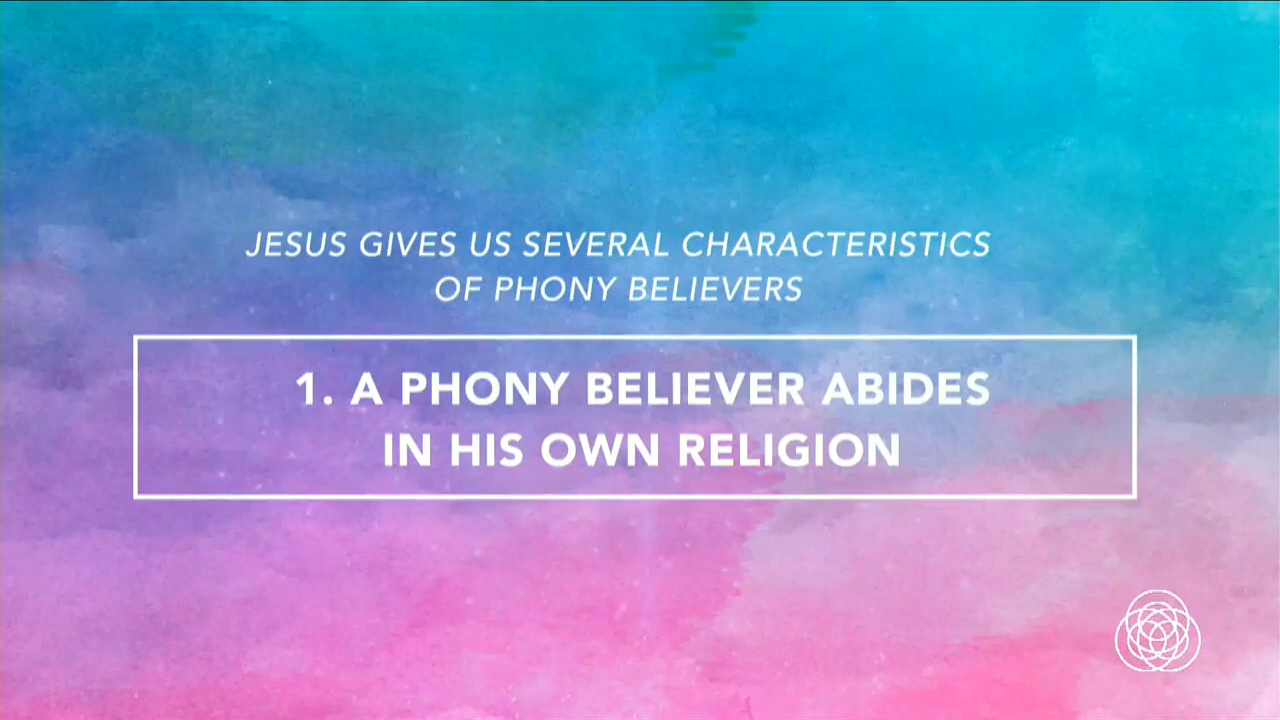 JESUS GIVES US SEVERAL CHARACTERISTICS
OF PHONY BELIEVERS
1. A PHONY BELIEVER ABIDES
IN HIS OWN RELIGION